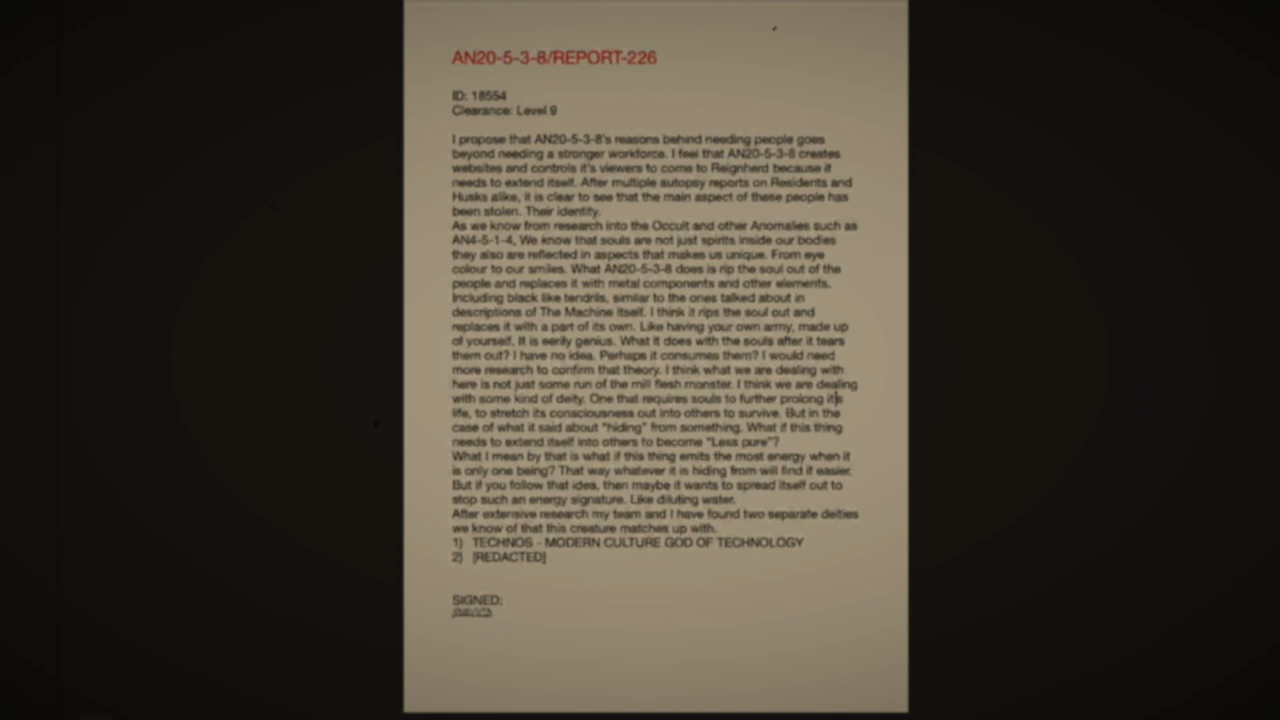 AN20-5-3-8/REPORT-226
ID: 18554
Clearance: Level 9
I propose that AN20-5-3-8's reasons behind needing people goes
beyond needing a stronger workforce. I feel that AN20-5-3-8 creates
websites and controls it's viewers to come to Reignherd because it
needs to extend itself. After multiple autopsy reports on Residents and
Husks alike, it is clear to see that the main aspect of these people has
been stolen. Their identity.
As we know from research into the Occult and other Anomalies such as
AN4-5-1-4, We know that souls are not just spirits inside our bodies
they also are reflected in aspects that makes us unique. From eye
colour to our smiles. What AN20-5-3-8 does is rip the soul out of the
people and replaces it with metal components and other elements.
Including black like tendrils, similar to the ones talked about in
descriptions of The Machine itself. I think it rips the soul out and
replaces it with a part of its own. Like having your own army, made up
of yourself. It is eerily genius. What it does with the souls after it tears
them out? I have no idea. Perhaps it consumes them? I would need
more research to confirm that theory. I think what we are dealing with
here is not just some run of the mill flesh monster. I think we are dealing
with some kind of deity. One that requires souls to further prolong it's
life, to stretch its consciousness out into others to survive. But in the
case of what it said about "hiding" from something. What if this thing
needs to extend itself into others to become "Less pure"?
What I mean by that is what if this thing emits the most energy when it
is only one being? That way whatever it is hiding from will find it easier.
But if you follow that idea, then maybe it wants to spread itself out to
stop such an energy signature. Like diluting water.
After extensive research my team and I have found two separate deities
we know of that this creature matches up with.
1) TECHNOS - MODERN CULTURE GOD OF TECHNOLOGY
2) [REDACTED]
SIGNED: